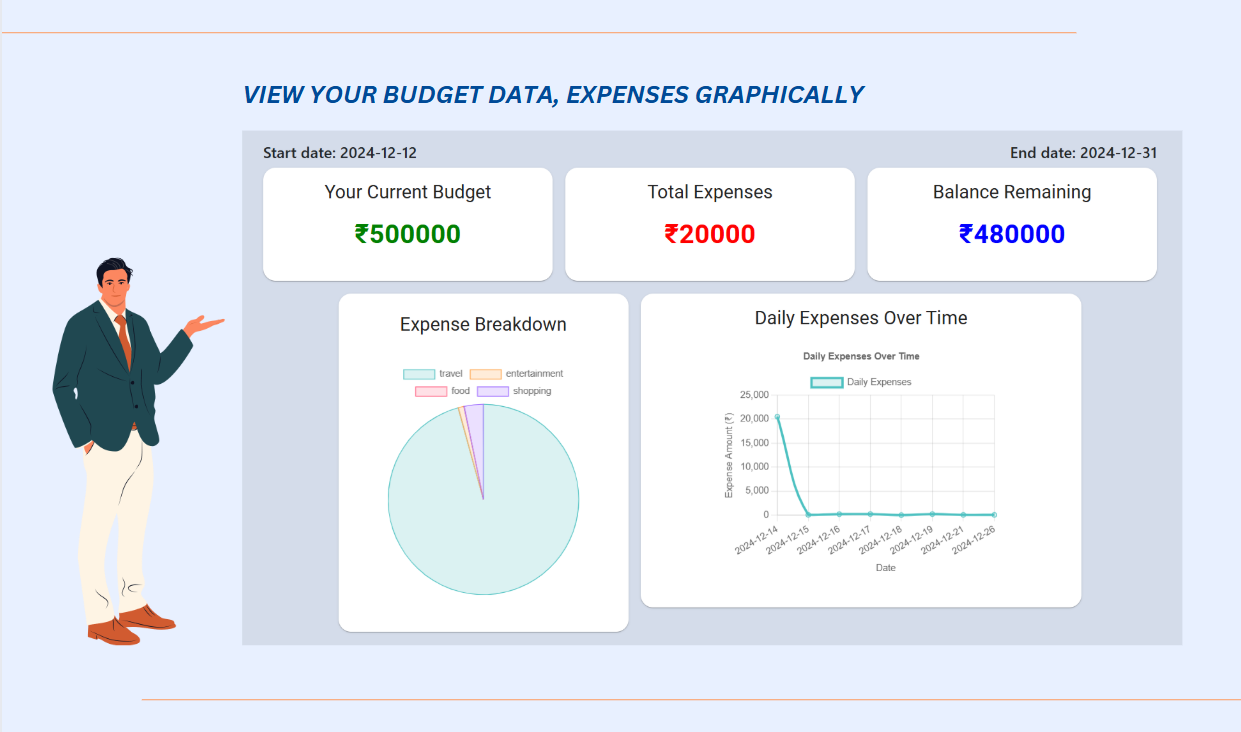 VIEW YOUR BUDGET DATA, EXPENSES GRAPHICALLY
Start date: 2024-12-12
End date: 2024-12-31
Your Current Budget
₹500000
Total Expenses
₹20000
Balance Remaining
₹480000
Expense Breakdown
travel
entertainment
food
shopping
Daily Expenses Over Time
Daily Expenses Over Time
Daily Expenses
Expense Amount (₹)
25,000
20,000
15,000
10,000
5,000
0
2024-12-14
2024-12-15
2024-12-16
2024-12-17
2024-12-18
2024-12-19
2024-12-21
2024-12-26
Date